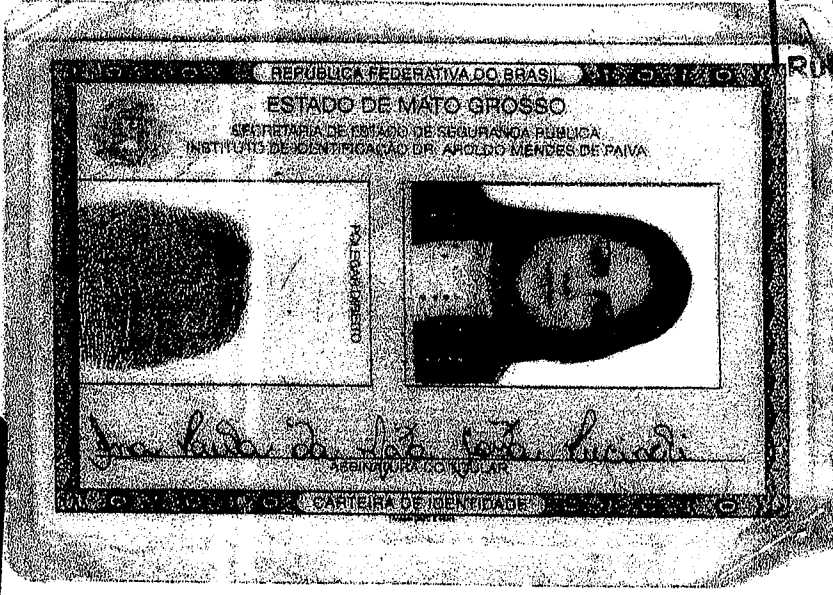 REPÚBLICA FEDERATIVA DO BRASIL
ESTADO DE MATO GROSSO
SECRETARIA DE ESTADO DE SEGURANÇA PÚBLICA
INSTITUTO DE IDENTIFICAÇÃO DR. AROLDO MENDES DE PAIVA
POLEGAR DIREITO
da
ASSINATURA DO TITULAR
CARTEIRA DE IDENTIDADE